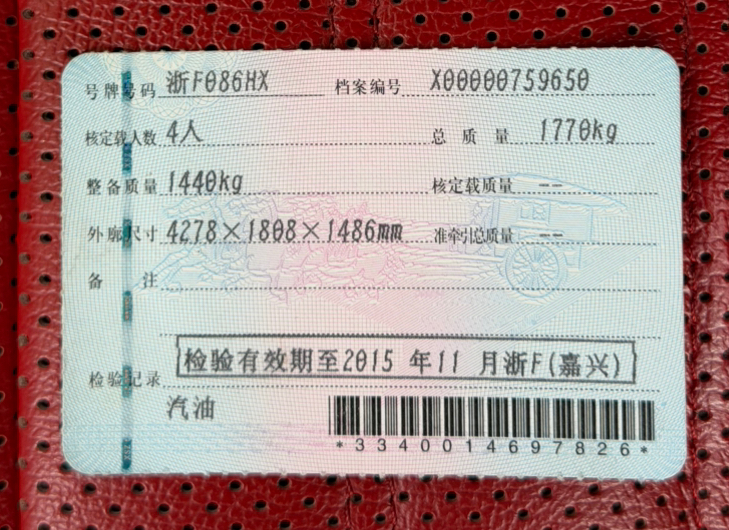 号牌号码 浙F086HX 档案编号 X00000759650
核定载人数 4人 总质量 1770kg
整备质量 1440kg 核定载质量 --
外廓尺寸 4278×1808×1486mm 准牵引总质量 --
备注
检验有效期至2015 年11 月浙F(嘉兴)
检验记录
汽油
*3340014697826*